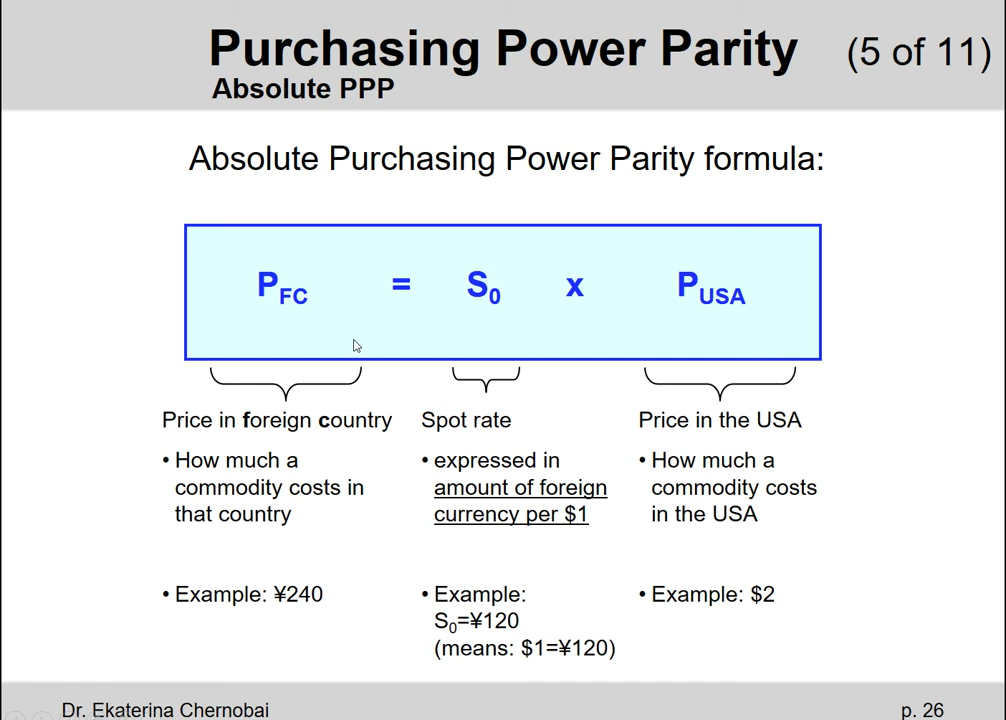 Purchasing Power Parity (5 of 11)
Absolute PPP
Absolute Purchasing Power Parity formula:
P_FC = S_0 x P_USA
Price in foreign country
• How much a
commodity costs in
that country
• Example: ¥240
Spot rate
• expressed in
amount of foreign
currency per $1
• Example:
S_0=¥120
(means: $1=¥120)
Price in the USA
• How much a
commodity costs
in the USA
• Example: $2
Dr. Ekaterina Chernobai
p. 26